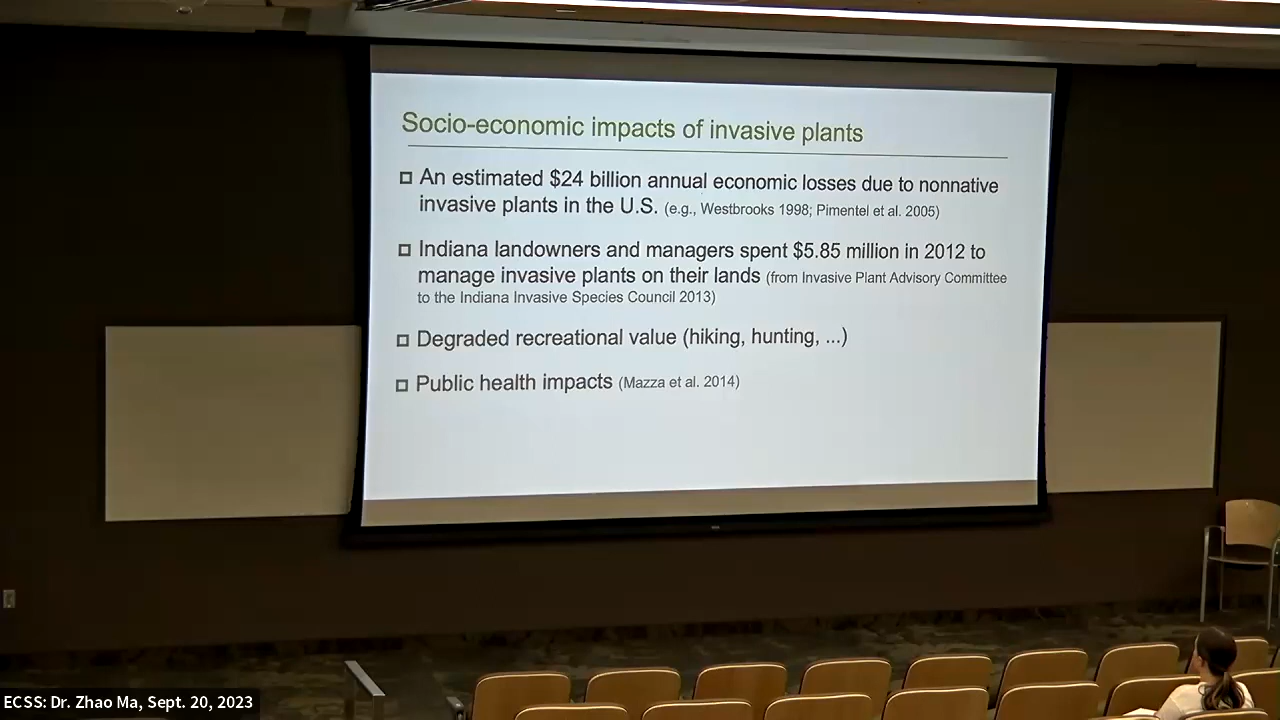 Socio-economic impacts of invasive plants
An estimated $24 billion annual economic losses due to nonnative
invasive plants in the U.S. (e.g., Westbrooks 1998; Pimentel et al. 2005)
Indiana landowners and managers spent $5.85 million in 2012 to
manage invasive plants on their lands (from Invasive Plant Advisory Committee
to the Indiana Invasive Species Council 2013)
Degraded recreational value (hiking, hunting, ...)
Public health impacts (Mazza et al. 2014)
ECSS: Dr. Zhao Ma, Sept. 20, 2023